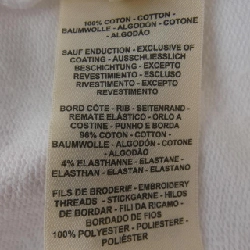 100% COTON - COTTON -
BAUMWOLLE - ALGODÓN - COTONE
- ALGODÃO
SAUF ENDUCTION - EXCLUSIVE OF
COATING - AUSSCHLIESSLICH
BESCHICHTUNG - EXCEPTO
REVESTIMIENTO - ESCLUSO
RIVESTIMENTO - EXCEPTO
REVESTIMENTO
BORD CÔTE - RIB - SEITENRAND -
REMATE ELÁSTICO - ORLO A
COSTINE - PUNHO E BORDA
96% COTON - COTTON -
BAUMWOLLE - ALGODÓN - COTONE
- ALGODÃO
4% ELASTHANNE - ELASTANE -
ELASTHAN - ELASTAN - ELASTANO
FILS DE BRODERIE - EMBROIDERY
THREADS - STICKGARNE - HILOS
DE BORDAR - FILI DA RICAMO -
BORDADO DE FIOS
100% POLYESTER - POLIESTERE -
POLIÉSTER